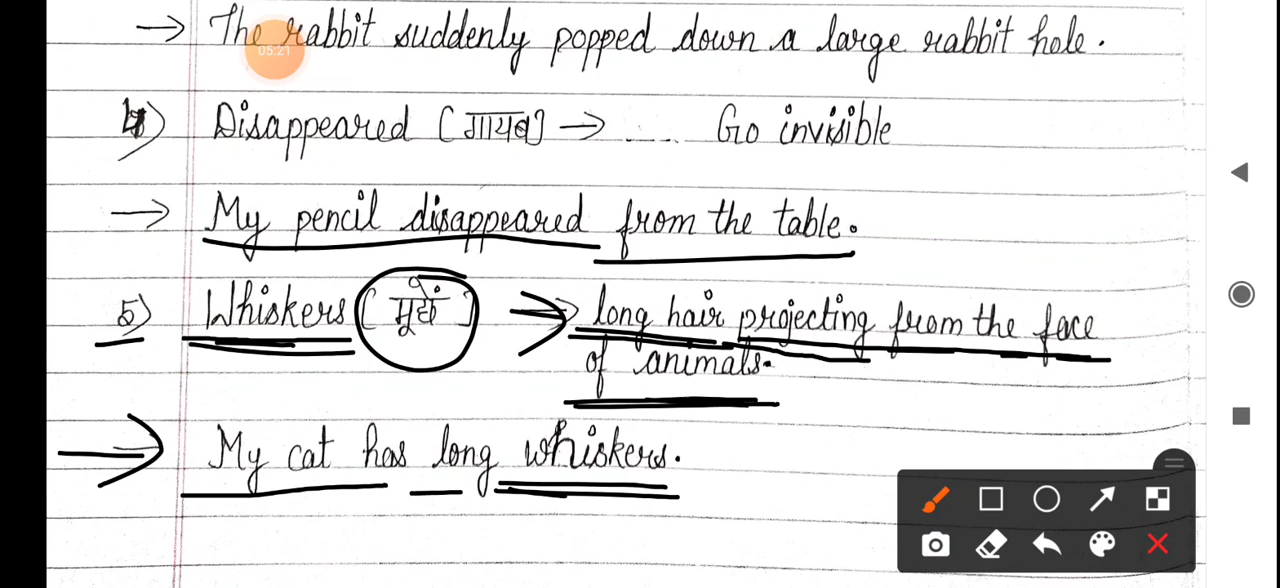 → The rabbit suddenly popped down a large rabbit hole.
05:21
4) Disappeared [गायब] → ..... Go invisible
→ My pencil disappeared from the table.
5) Whiskers [मूछें] → long hair projecting from the face
of animals.
→ My cat has long whiskers.